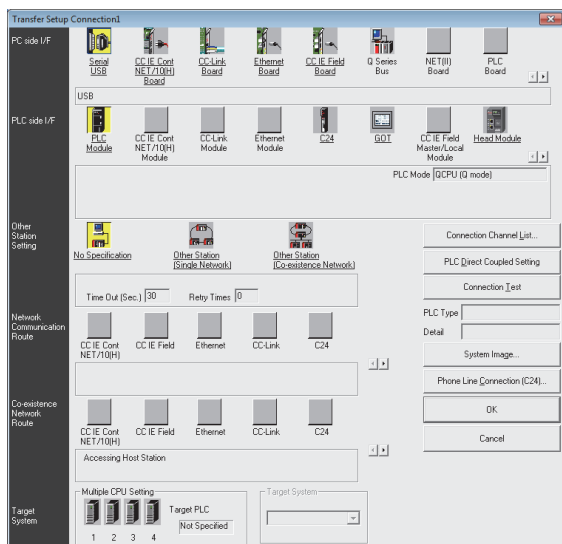 Transfer Setup Connection1
PC side I/F
Serial USB
CC IE Cont NET/10(H) Board
CC-Link Board
Ethernet Board
CC IE Field Board
Q Series Bus
NET(II) Board
PLC Board
USB
PLC side I/F
PLC Module
CC IE Cont NET/10(H) Module
CC-Link Module
Ethernet Module
C24
GOT
CC IE Field Master/Local Module
Head Module
PLC Mode QCPU (Q mode)
Other Station Setting
No Specification
Other Station (Single Network)
Other Station (Co-existence Network)
Time Out (Sec.) 30
Retry Times 0
Connection Channel List...
PLC Direct Coupled Setting
Connection Test
PLC Type
Detail
System Image...
Phone Line Connection (C24)...
OK
Cancel
Network Communication Route
CC IE Cont NET/10(H)
CC IE Field
Ethernet
CC-Link
C24
Co-existence Network Route
CC IE Cont NET/10(H)
CC IE Field
Ethernet
CC-Link
C24
Accessing Host Station
Target System
Multiple CPU Setting
1 2 3 4
Target PLC
Not Specified
Target System